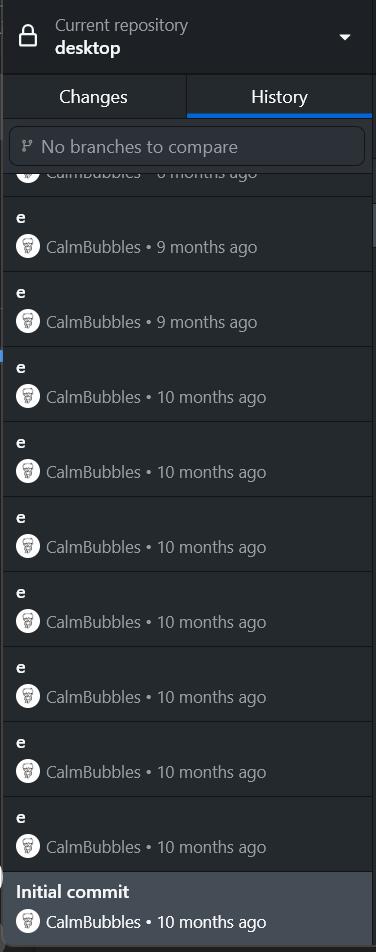 Current repository
desktop
Changes
History
No branches to compare
CalmBubbles • 8 months ago
e
CalmBubbles • 9 months ago
e
CalmBubbles • 9 months ago
e
CalmBubbles • 10 months ago
e
CalmBubbles • 10 months ago
e
CalmBubbles • 10 months ago
e
CalmBubbles • 10 months ago
e
CalmBubbles • 10 months ago
e
CalmBubbles • 10 months ago
e
CalmBubbles • 10 months ago
Initial commit
CalmBubbles • 10 months ago